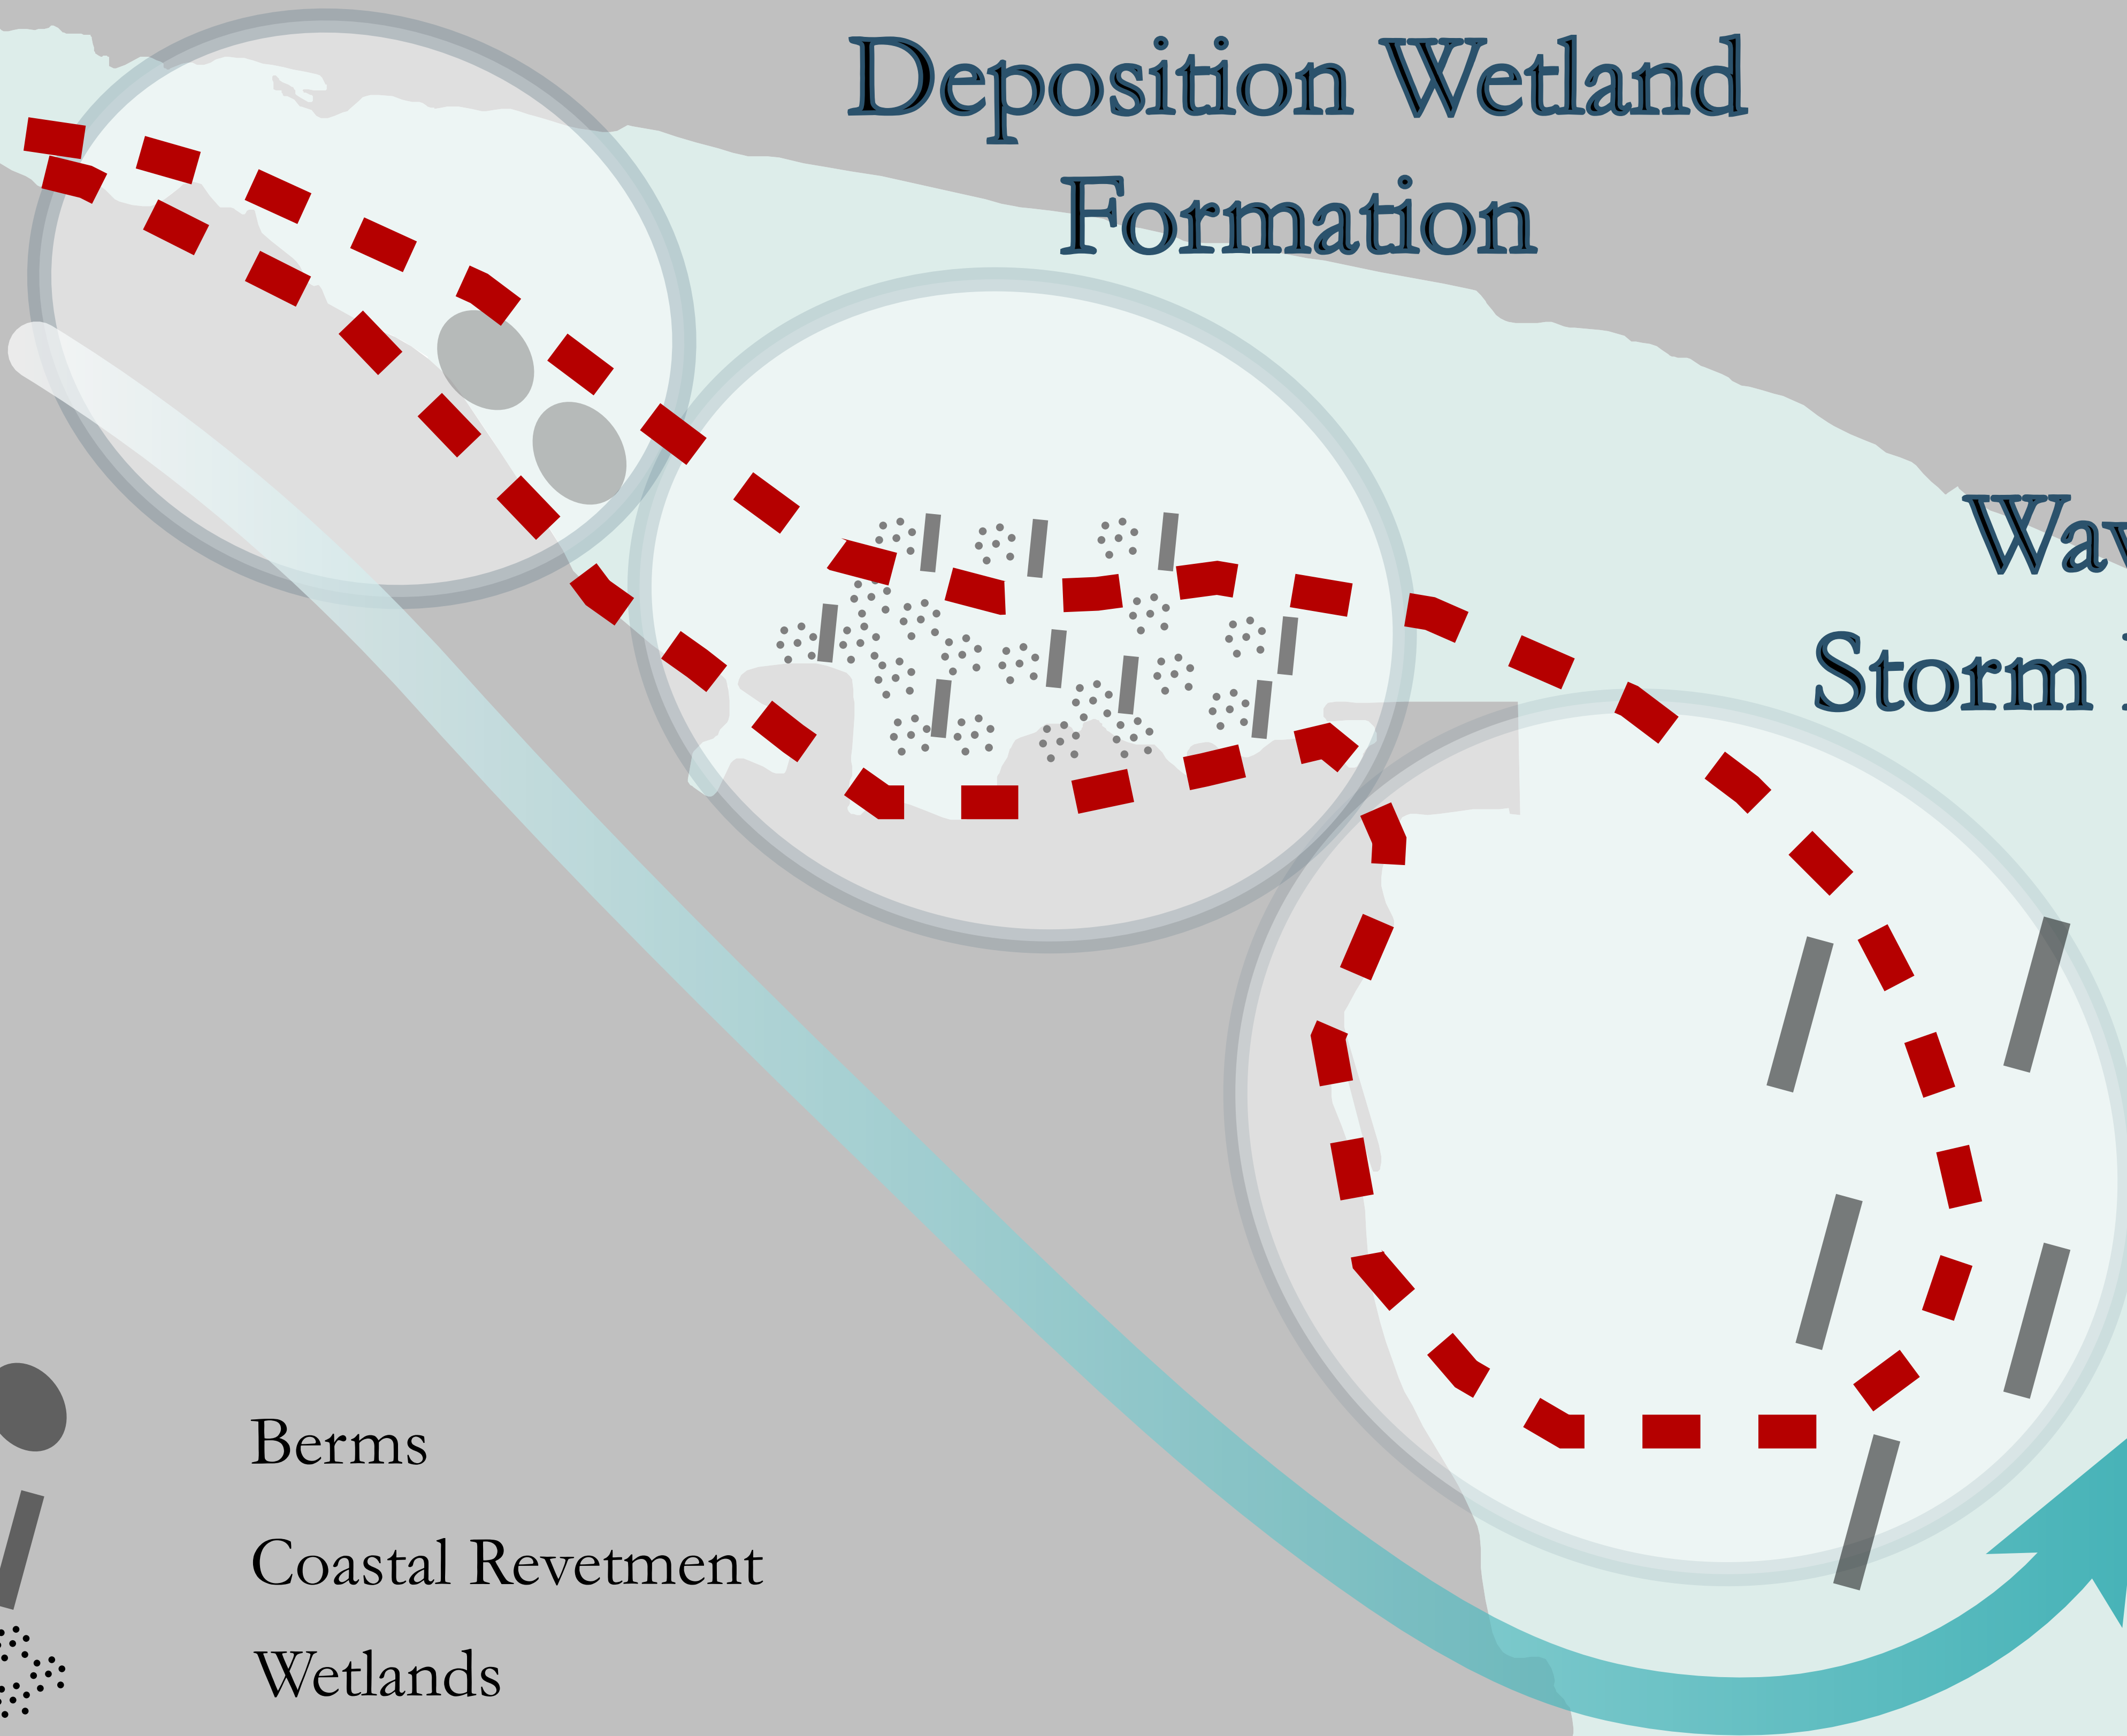 Deposition Wetland
Formation
Storm
Berms
Coastal Revetment
Wetlands